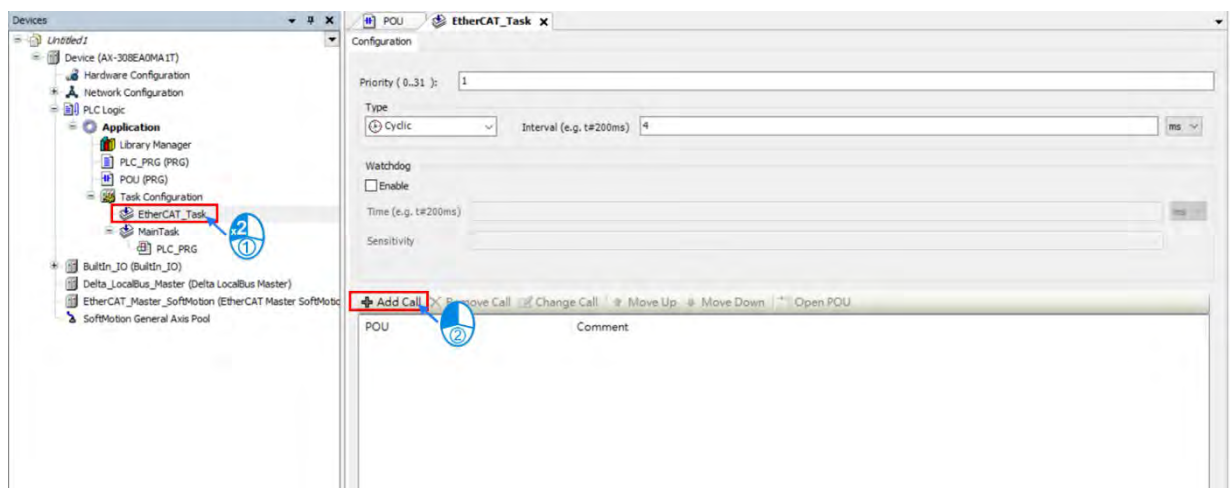 Devices
Untitled1
Device (AX-308EA0MA1T)
Hardware Configuration
Network Configuration
PLC Logic
Application
Library Manager
PLC_PRG (PRG)
POU (PRG)
Task Configuration
EtherCAT_Task
MainTask
PLC_PRG
BuiltIn_IO (BuiltIn_IO)
Delta_LocalBus_Master (Delta LocalBus Master)
EtherCAT_Master_SoftMotion (EtherCAT Master SoftMotio
SoftMotion General Axis Pool
x2
①
POU EtherCAT_Task X
Configuration
Priority ( 0..31 ): 1
Type
Cyclic Interval (e.g. t#200ms) 4 ms
Watchdog
Enable
Time (e.g. t#200ms) ms
Sensitivity
Add Call Remove Call Change Call Move Up Move Down Open POU
POU Comment
②